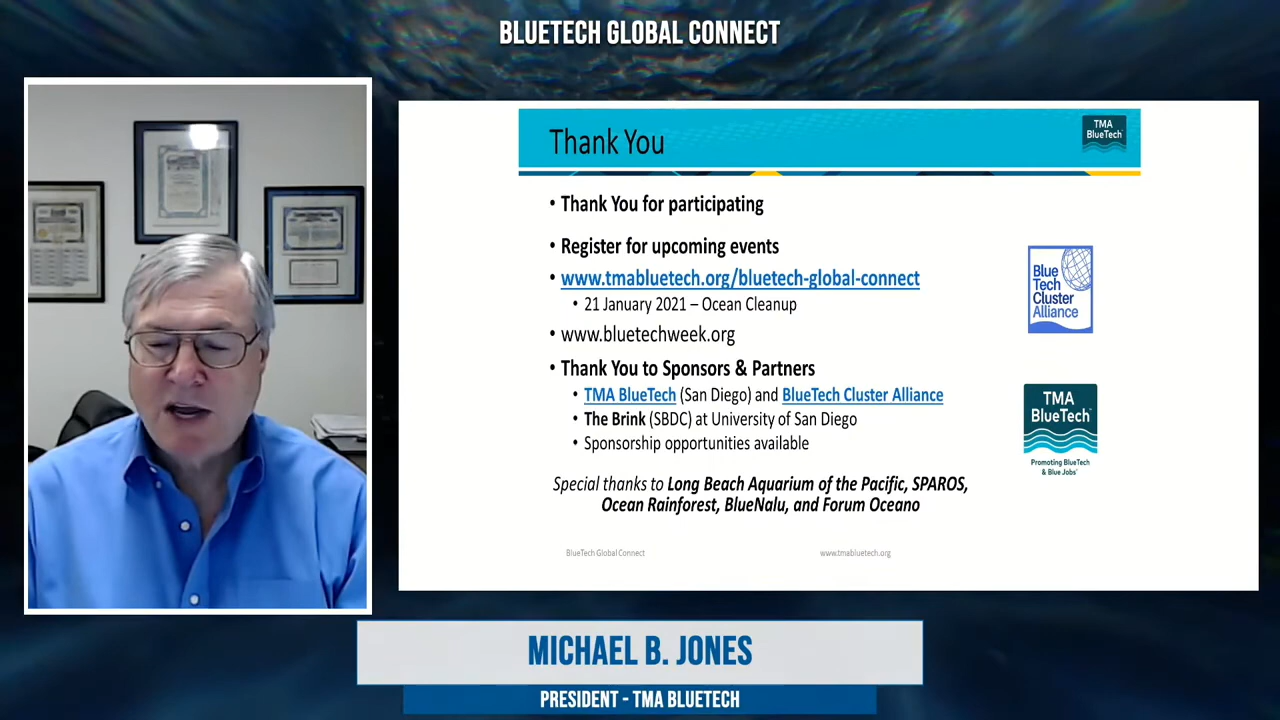 BLUETECH GLOBAL CONNECT
Thank You
TMA
BlueTech
• Thank You for participating
• Register for upcoming events
• www.tmabluetech.org/bluetech-global-connect
• 21 January 2021 – Ocean Cleanup
• www.bluetechweek.org
• Thank You to Sponsors & Partners
• TMA BlueTech (San Diego) and BlueTech Cluster Alliance
• The Brink (SBDC) at University of San Diego
• Sponsorship opportunities available
Special thanks to Long Beach Aquarium of the Pacific, SPAROS,
Ocean Rainforest, BlueNalu, and Forum Oceano
Blue
Tech
Cluster
Alliance
TMA
BlueTech
Promoting BlueTech
& Blue Jobs
BlueTech Global Connect
www.tmabluetech.org
MICHAEL B. JONES
PRESIDENT - TMA BLUETECH